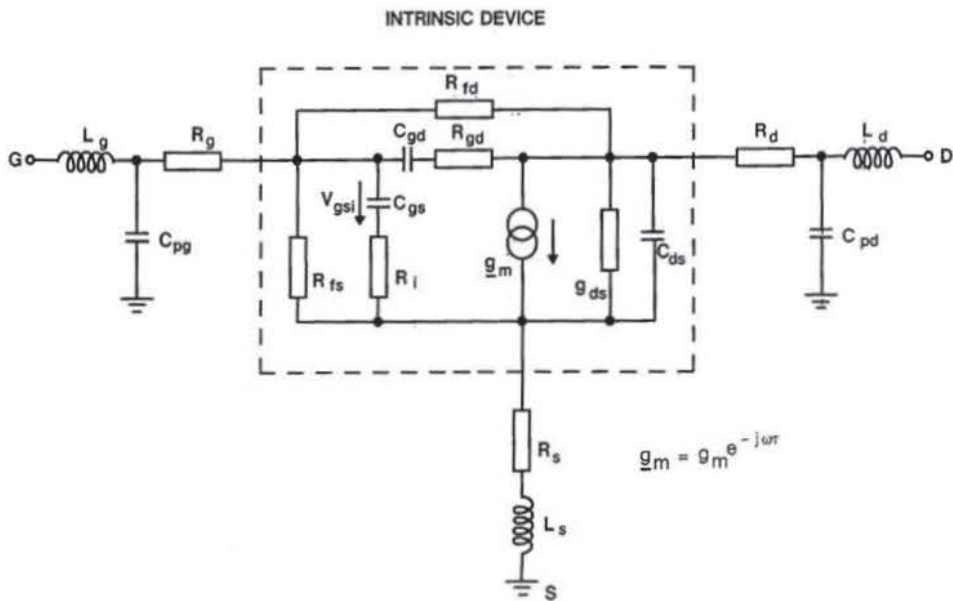 INTRINSIC DEVICE
R fd
L g
R g
C gd
R gd
R d
L d
G
D
V gsi
C gs
C pg
R fs
R i
g m
g ds
C ds
C pd
R s
g m = g m e −jωτ
L s
S